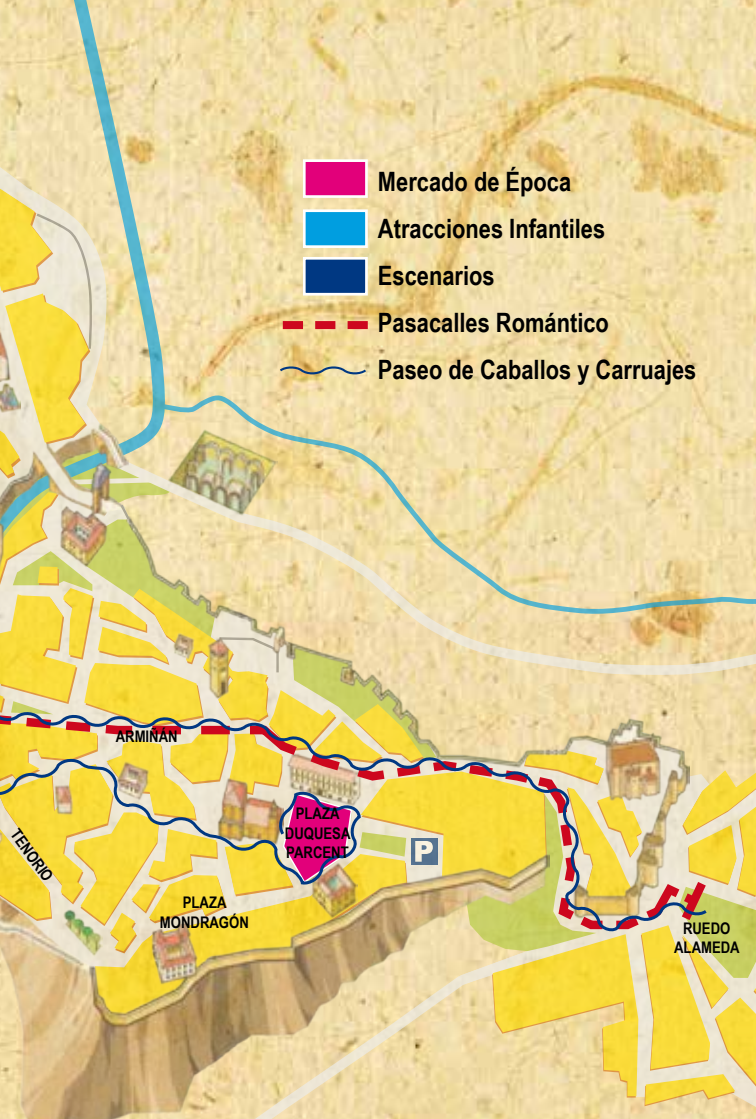 Mercado de Época
Atracciones Infantiles
Escenarios
Pasacalles Romántico
Paseo de Caballos y Carruajes
ARMIÑÁN
PLAZA
DUQUESA
PARCENT
P
TENORIO
PLAZA
MONDRAGÓN
RUEDO
ALAMEDA